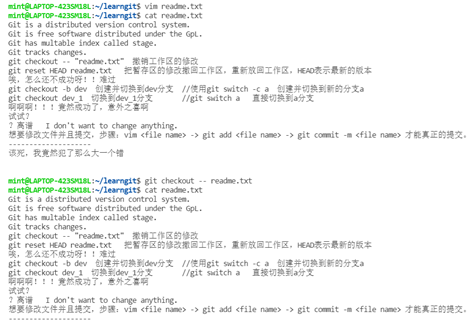 mint@LAPTOP-423SM18L:~/learngit$ vim readme.txt
mint@LAPTOP-423SM18L:~/learngit$ cat readme.txt
Git is a distributed version control system.
Git is free software distributed under the GpL.
Git has multable index called stage.
Git tracks changes.
git checkout -- "readme.txt" 撤销工作区的修改
git reset HEAD readme.txt 把暂存区的修改撤回工作区，重新放回工作区，HEAD表示最新的版本
唉，怎么还不成功呀！！难过
git checkout -b dev 创建并切换到dev分支 //使用git switch -c a 创建并切换到新的分支a
git checkout dev_1 切换到dev_1分支 //git switch a 直接切换到a分支
啊啊啊！！！竟然成功了，意外之喜啊
试试?
? 离谱 I don't want to change anything.
想要修改文件并且提交，步骤：vim <file name> -> git add <file name> -> git commit -m <file name> 才能真正的提交。
--------------------
该死，我竟然犯了那么大一个错
mint@LAPTOP-423SM18L:~/learngit$ git checkout -- readme.txt
mint@LAPTOP-423SM18L:~/learngit$ cat readme.txt
Git is a distributed version control system.
Git is free software distributed under the GpL.
Git has multable index called stage.
Git tracks changes.
git checkout -- "readme.txt" 撤销工作区的修改
git reset HEAD readme.txt 把暂存区的修改撤回工作区，重新放回工作区，HEAD表示最新的版本
唉，怎么还不成功呀！！难过
git checkout -b dev 创建并切换到dev分支 //使用git switch -c a 创建并切换到新的分支a
git checkout dev_1 切换到dev_1分支 //git switch a 直接切换到a分支
啊啊啊！！！竟然成功了，意外之喜啊
试试?
? 离谱 I don't want to change anything.
想要修改文件并且提交，步骤：vim <file name> -> git add <file name> -> git commit -m <file name> 才能真正的提交。
--------------------